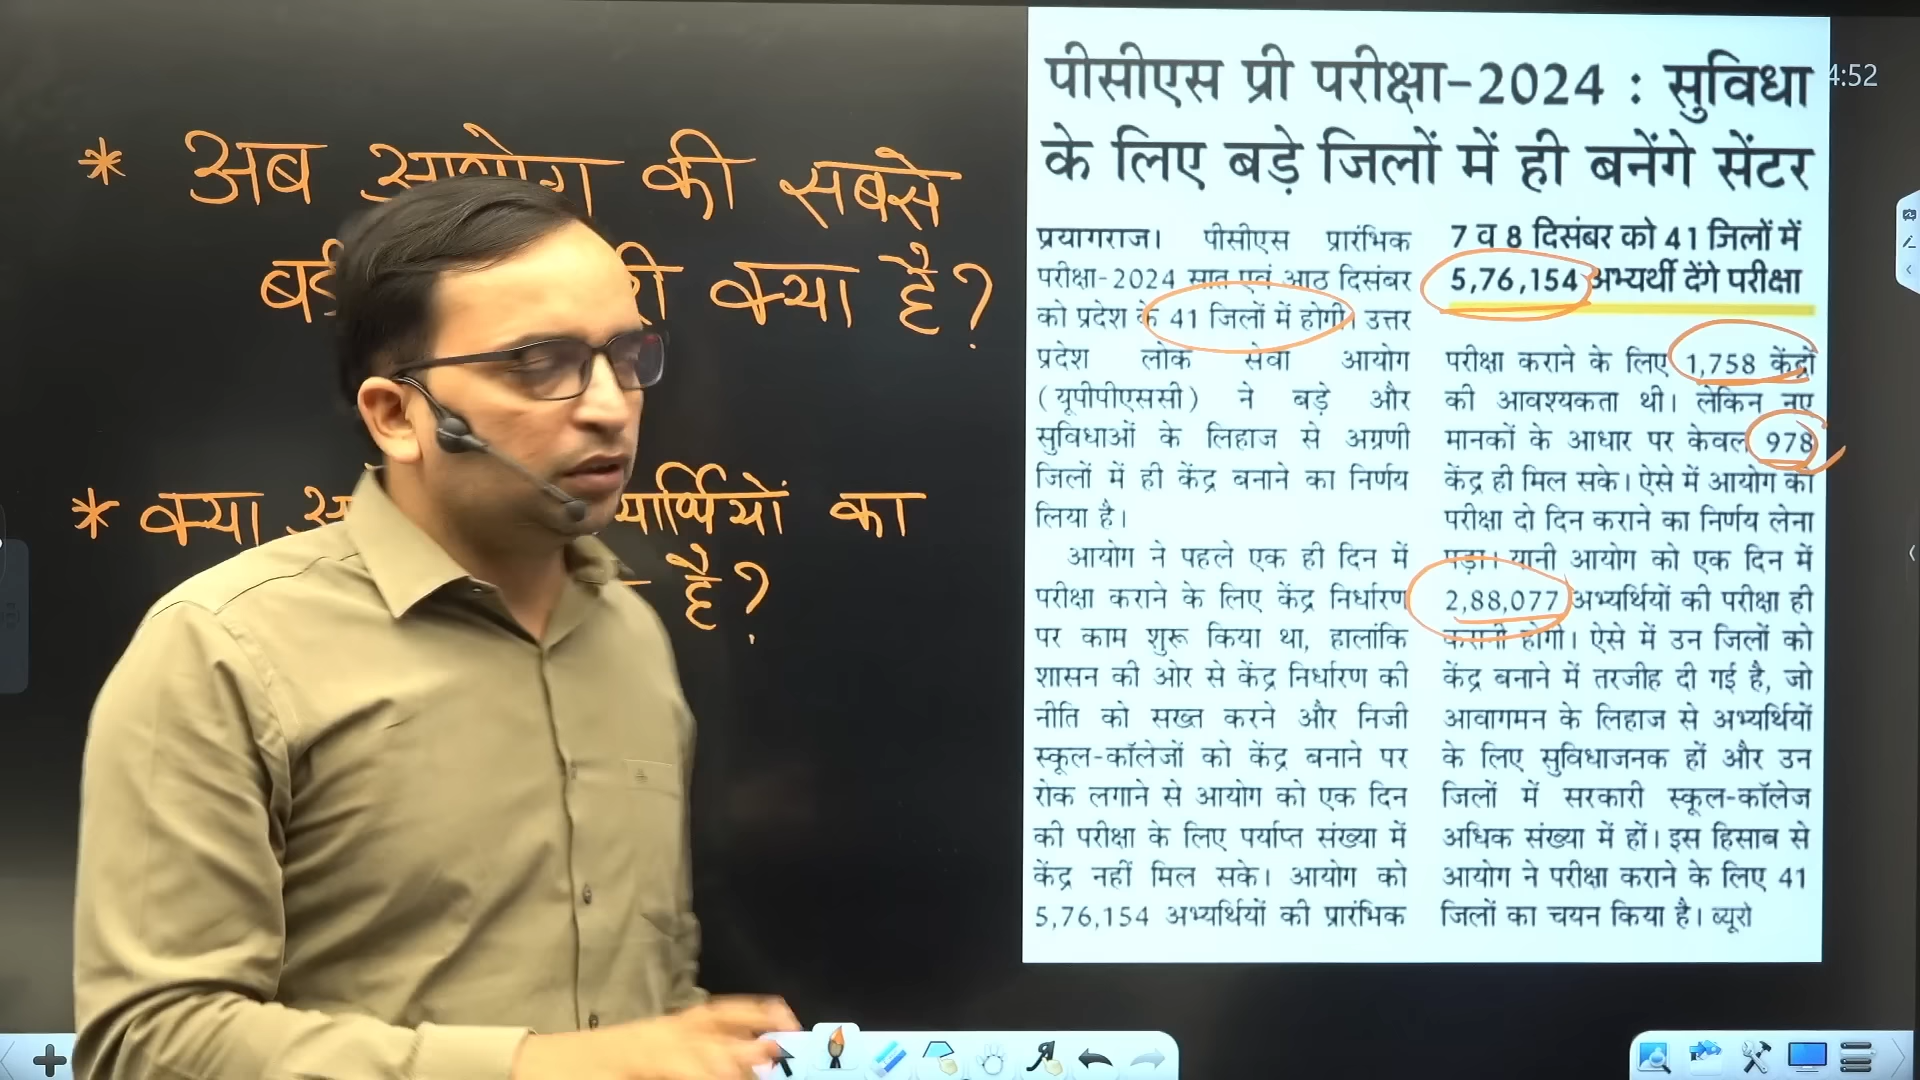 * अब आयोग की सबसे
क्या है?
* क्या
का
है?
4:52
पीसीएस प्री परीक्षा-2024 : सुविधा
के लिए बड़े जिलों में ही बनेंगे सेंटर
प्रयागराज। पीसीएस प्रारंभिक
परीक्षा-2024 सात एवं आठ दिसंबर
को प्रदेश के 41 जिलों में होगी। उत्तर
प्रदेश लोक सेवा आयोग
(यूपीपीएससी) ने बड़े और
सुविधाओं के लिहाज से अग्रणी
जिलों में ही केंद्र बनाने का निर्णय
लिया है।
आयोग ने पहले एक ही दिन में
परीक्षा कराने के लिए केंद्र निर्धारण
पर काम शुरू किया था, हालांकि
शासन की ओर से केंद्र निर्धारण की
नीति को सख्त करने और निजी
स्कूल-कॉलेजों को केंद्र बनाने पर
रोक लगाने से आयोग को एक दिन
की परीक्षा के लिए पर्याप्त संख्या में
केंद्र नहीं मिल सके। आयोग को
5,76,154 अभ्यर्थियों की प्रारंभिक
7 व 8 दिसंबर को 41 जिलों में
5,76,154 अभ्यर्थी देंगे परीक्षा
परीक्षा कराने के लिए 1,758 केंद्रों
की आवश्यकता थी। लेकिन नए
मानकों के आधार पर केवल 978
केंद्र ही मिल सके। ऐसे में आयोग को
परीक्षा दो दिन कराने का निर्णय लेना
पड़ा। यानी आयोग को एक दिन में
2,88,077 अभ्यर्थियों की परीक्षा ही
करानी होगी। ऐसे में उन जिलों को
केंद्र बनाने में तरजीह दी गई है, जो
आवागमन के लिहाज से अभ्यर्थियों
के लिए सुविधाजनक हों और उन
जिलों में सरकारी स्कूल-कॉलेज
अधिक संख्या में हों। इस हिसाब से
आयोग ने परीक्षा कराने के लिए 41
जिलों का चयन किया है। ब्यूरो